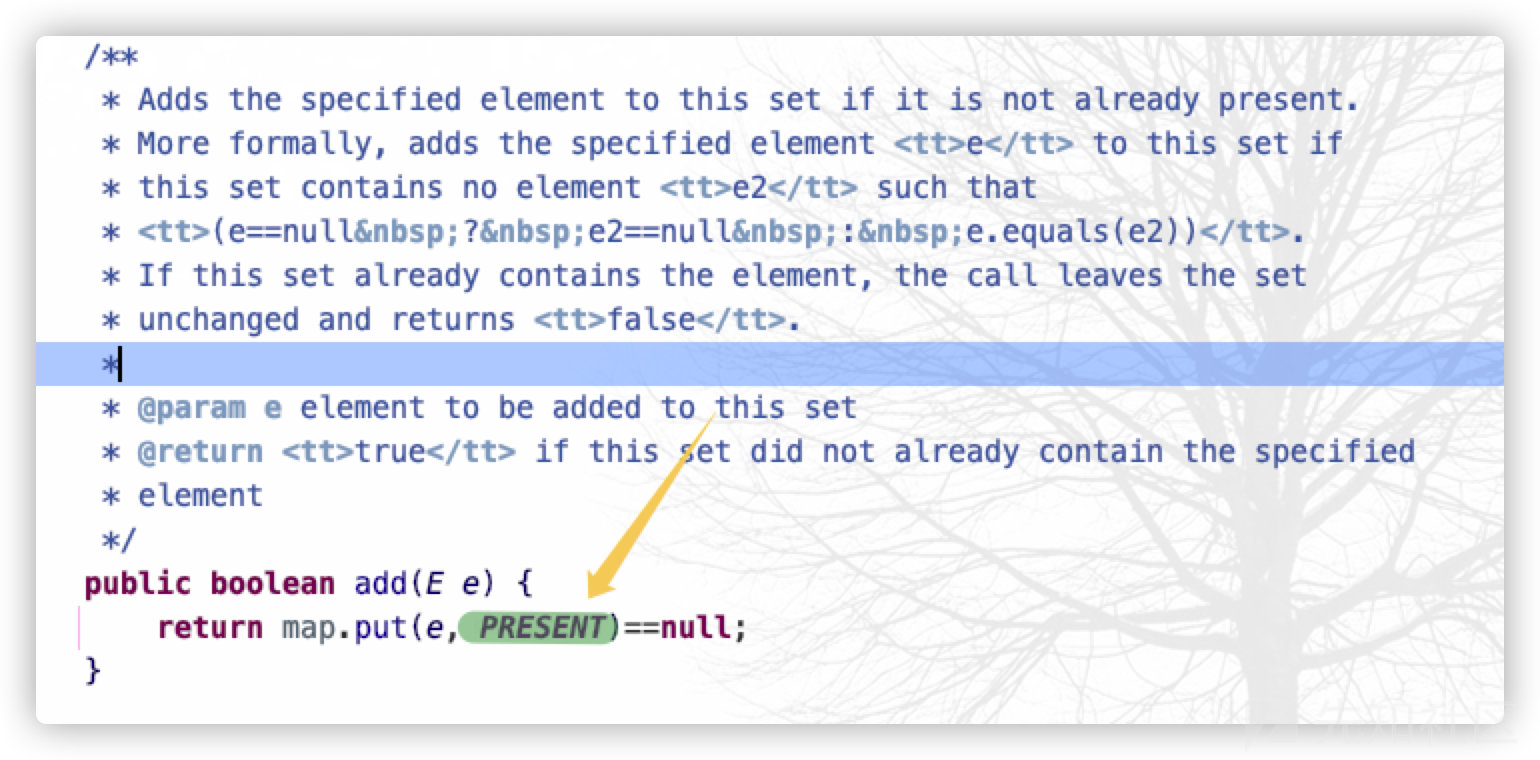 /**
* Adds the specified element to this set if it is not already present.
* More formally, adds the specified element <tt>e</tt> to this set if
* this set contains no element <tt>e2</tt> such that
* <tt>(e==null&nbsp;?&nbsp;e2==null&nbsp;:&nbsp;e.equals(e2))</tt>.
* If this set already contains the element, the call leaves the set
* unchanged and returns <tt>false</tt>.
*
* @param e element to be added to this set
* @return <tt>true</tt> if this set did not already contain the specified
* element
*/
public boolean add(E e) {
return map.put(e, PRESENT)==null;
}